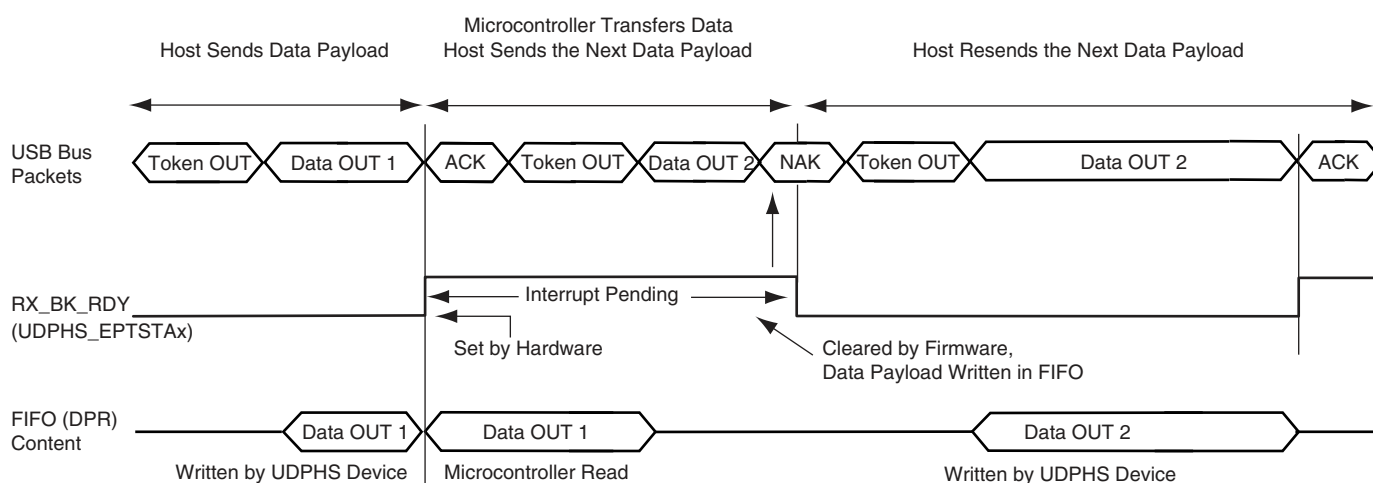 Microcontroller Transfers Data
Host Sends Data Payload
Host Sends the Next Data Payload
Host Resends the Next Data Payload
USB Bus
Packets
Token OUT
Data OUT 1
ACK
Token OUT
Data OUT 2
NAK
Token OUT
Data OUT 2
ACK
RX_BK_RDY
(UDPHS_EPTSTAx)
Interrupt Pending
Set by Hardware
Cleared by Firmware,
Data Payload Written in FIFO
FIFO (DPR)
Content
Data OUT 1
Data OUT 1
Data OUT 2
Written by UDPHS Device
Microcontroller Read
Written by UDPHS Device